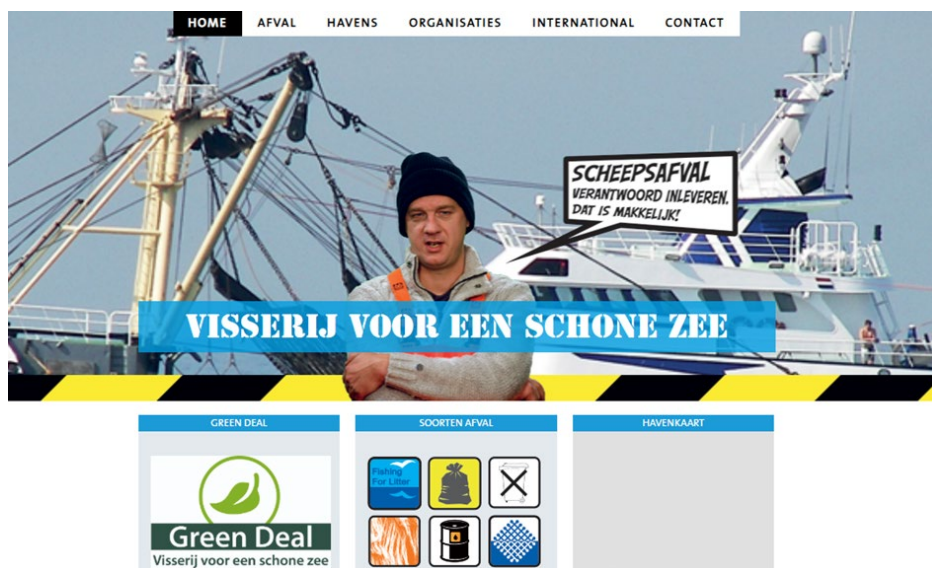 HOME AFVAL HAVENS ORGANISATIES INTERNATIONAL CONTACT
SCHEEPSAFVAL
VERANTWOORD INLEVEREN.
DAT IS MAKKELIJK!
VISSERIJ VOOR EEN SCHONE ZEE
GREEN DEAL SOORTEN AFVAL HAVENKAART
Fishing
For Litter
Green Deal
Visserij voor een schone zee